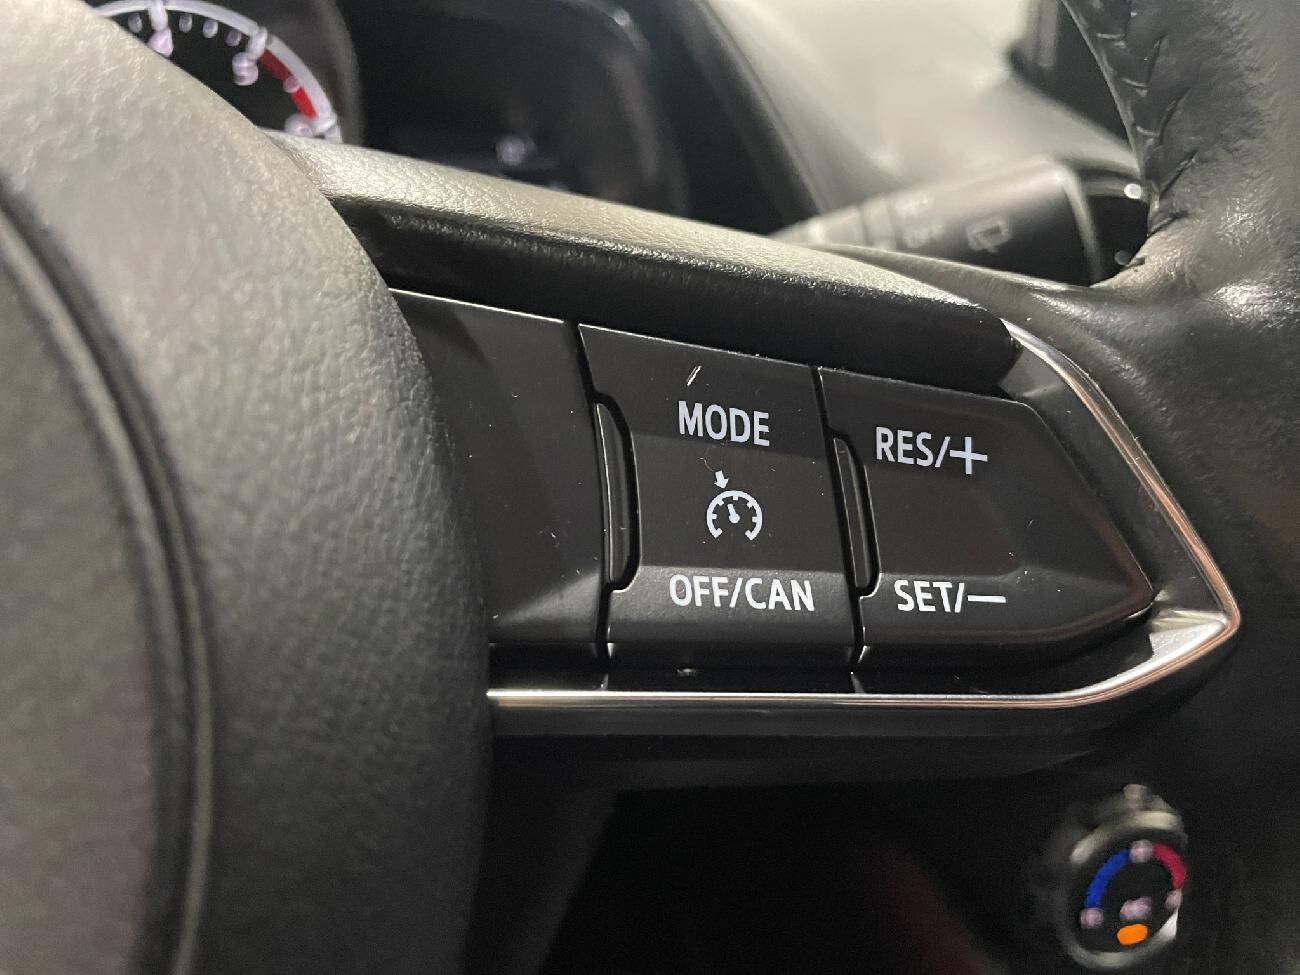 MODE
RES/+
OFF/CAN
SET/—